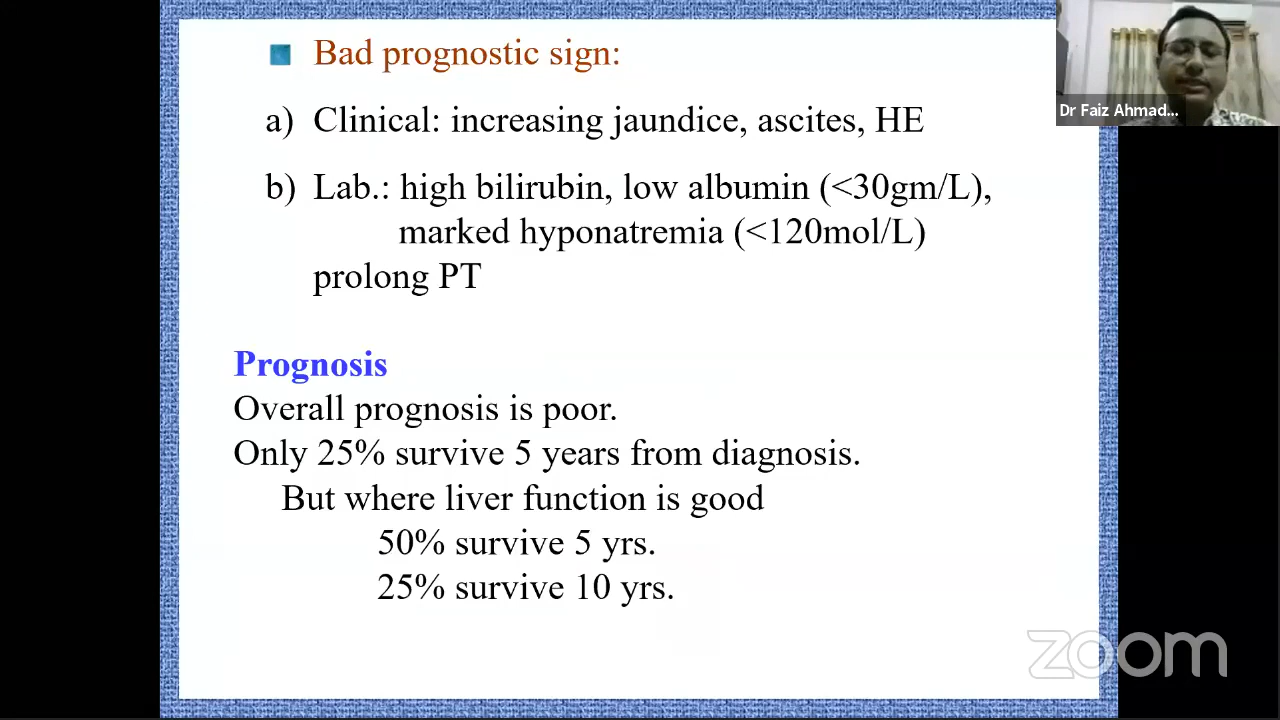 Bad prognostic sign:
a) Clinical: increasing jaundice, ascites, HE
b) Lab.: high bilirubin, low albumin (<30gm/L),
marked hyponatremia (<120mol/L)
prolong PT
Prognosis
Overall prognosis is poor.
Only 25% survive 5 years from diagnosis.
But where liver function is good
50% survive 5 yrs.
25% survive 10 yrs.
Dr Faiz Ahmad...
zoom